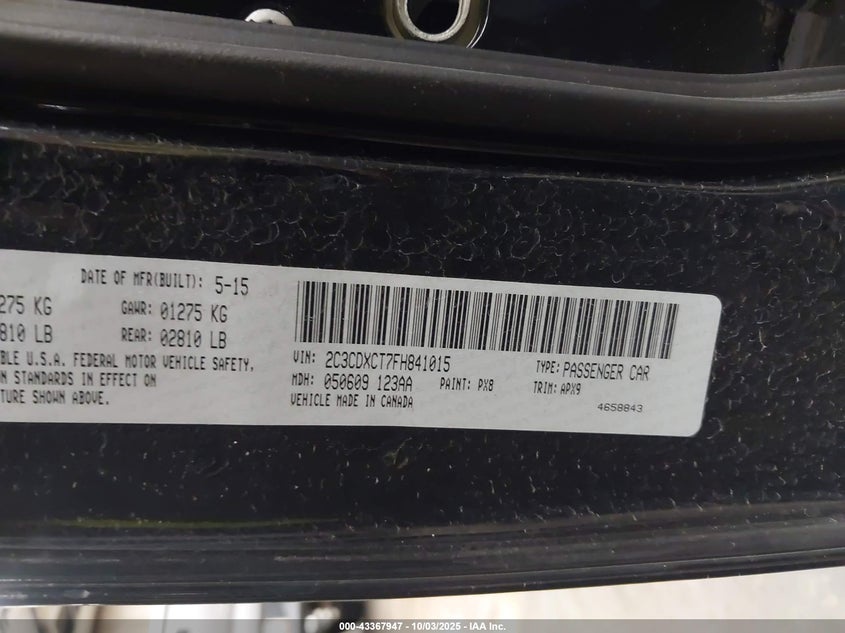 DATE OF MFR(BUILT): 5-15
275 KG GAWR: 01275 KG
810 LB REAR: 02810 LB
BLE U.S.A. FEDERAL MOTOR VEHICLE SAFETY,
N STANDARDS IN EFFECT ON
TURE SHOWN ABOVE.
VIN: 2C3CDXCT7FH841015 TYPE: PASSENGER CAR
MDH: 050609 123AA PAINT: PX8 TRIM: APX9
VEHICLE MADE IN CANADA
4658843
000-43367947 - 10/03/2025 - IAA Inc.